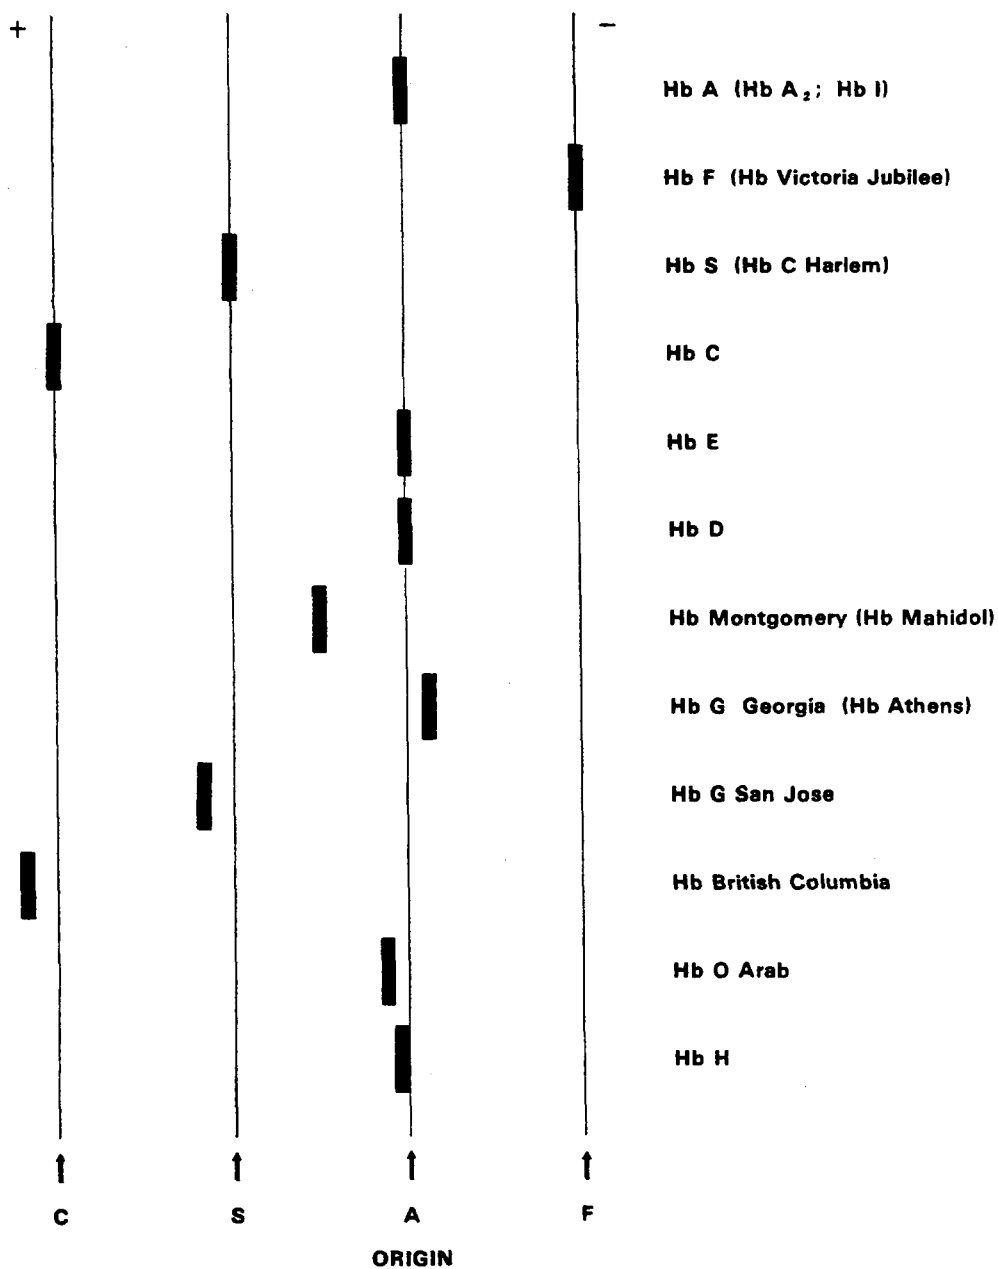 + −
Hb A (Hb A₂; Hb I)
Hb F (Hb Victoria Jubilee)
Hb S (Hb C Harlem)
Hb C
Hb E
Hb D
Hb Montgomery (Hb Mahidol)
Hb G Georgia (Hb Athens)
Hb G San Jose
Hb British Columbia
Hb O Arab
Hb H
C S A F
ORIGIN